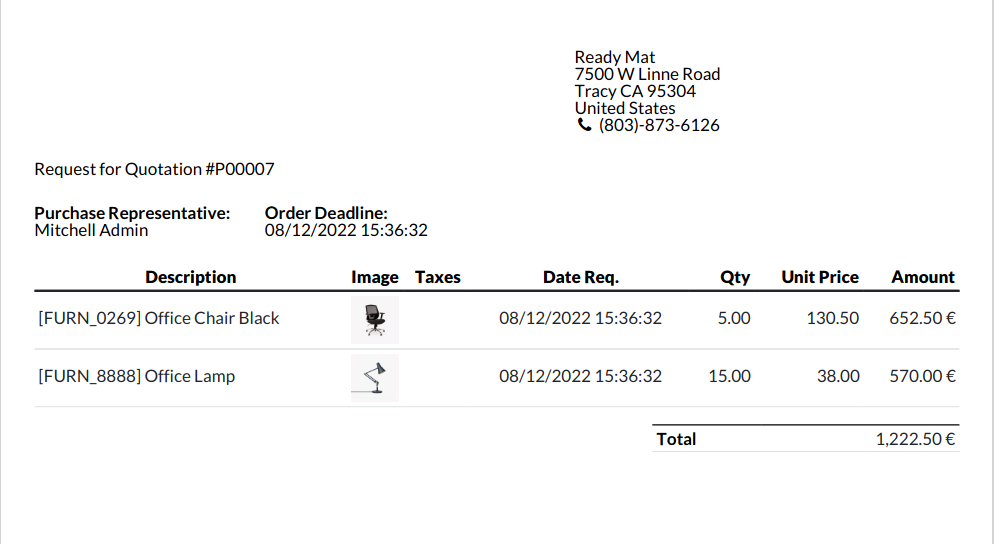 Ready Mat
7500 W Linne Road
Tracy CA 95304
United States
(803)-873-6126
Request for Quotation #P00007
Purchase Representative: Order Deadline:
Mitchell Admin 08/12/2022 15:36:32
Description Image Taxes Date Req. Qty Unit Price Amount
[FURN_0269] Office Chair Black 08/12/2022 15:36:32 5.00 130.50 652.50 €
[FURN_8888] Office Lamp 08/12/2022 15:36:32 15.00 38.00 570.00 €
Total 1,222.50 €